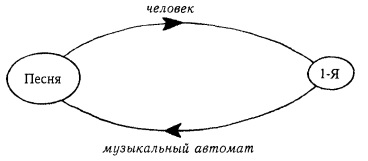 человек
Песня
1-Я
музыкальный автомат